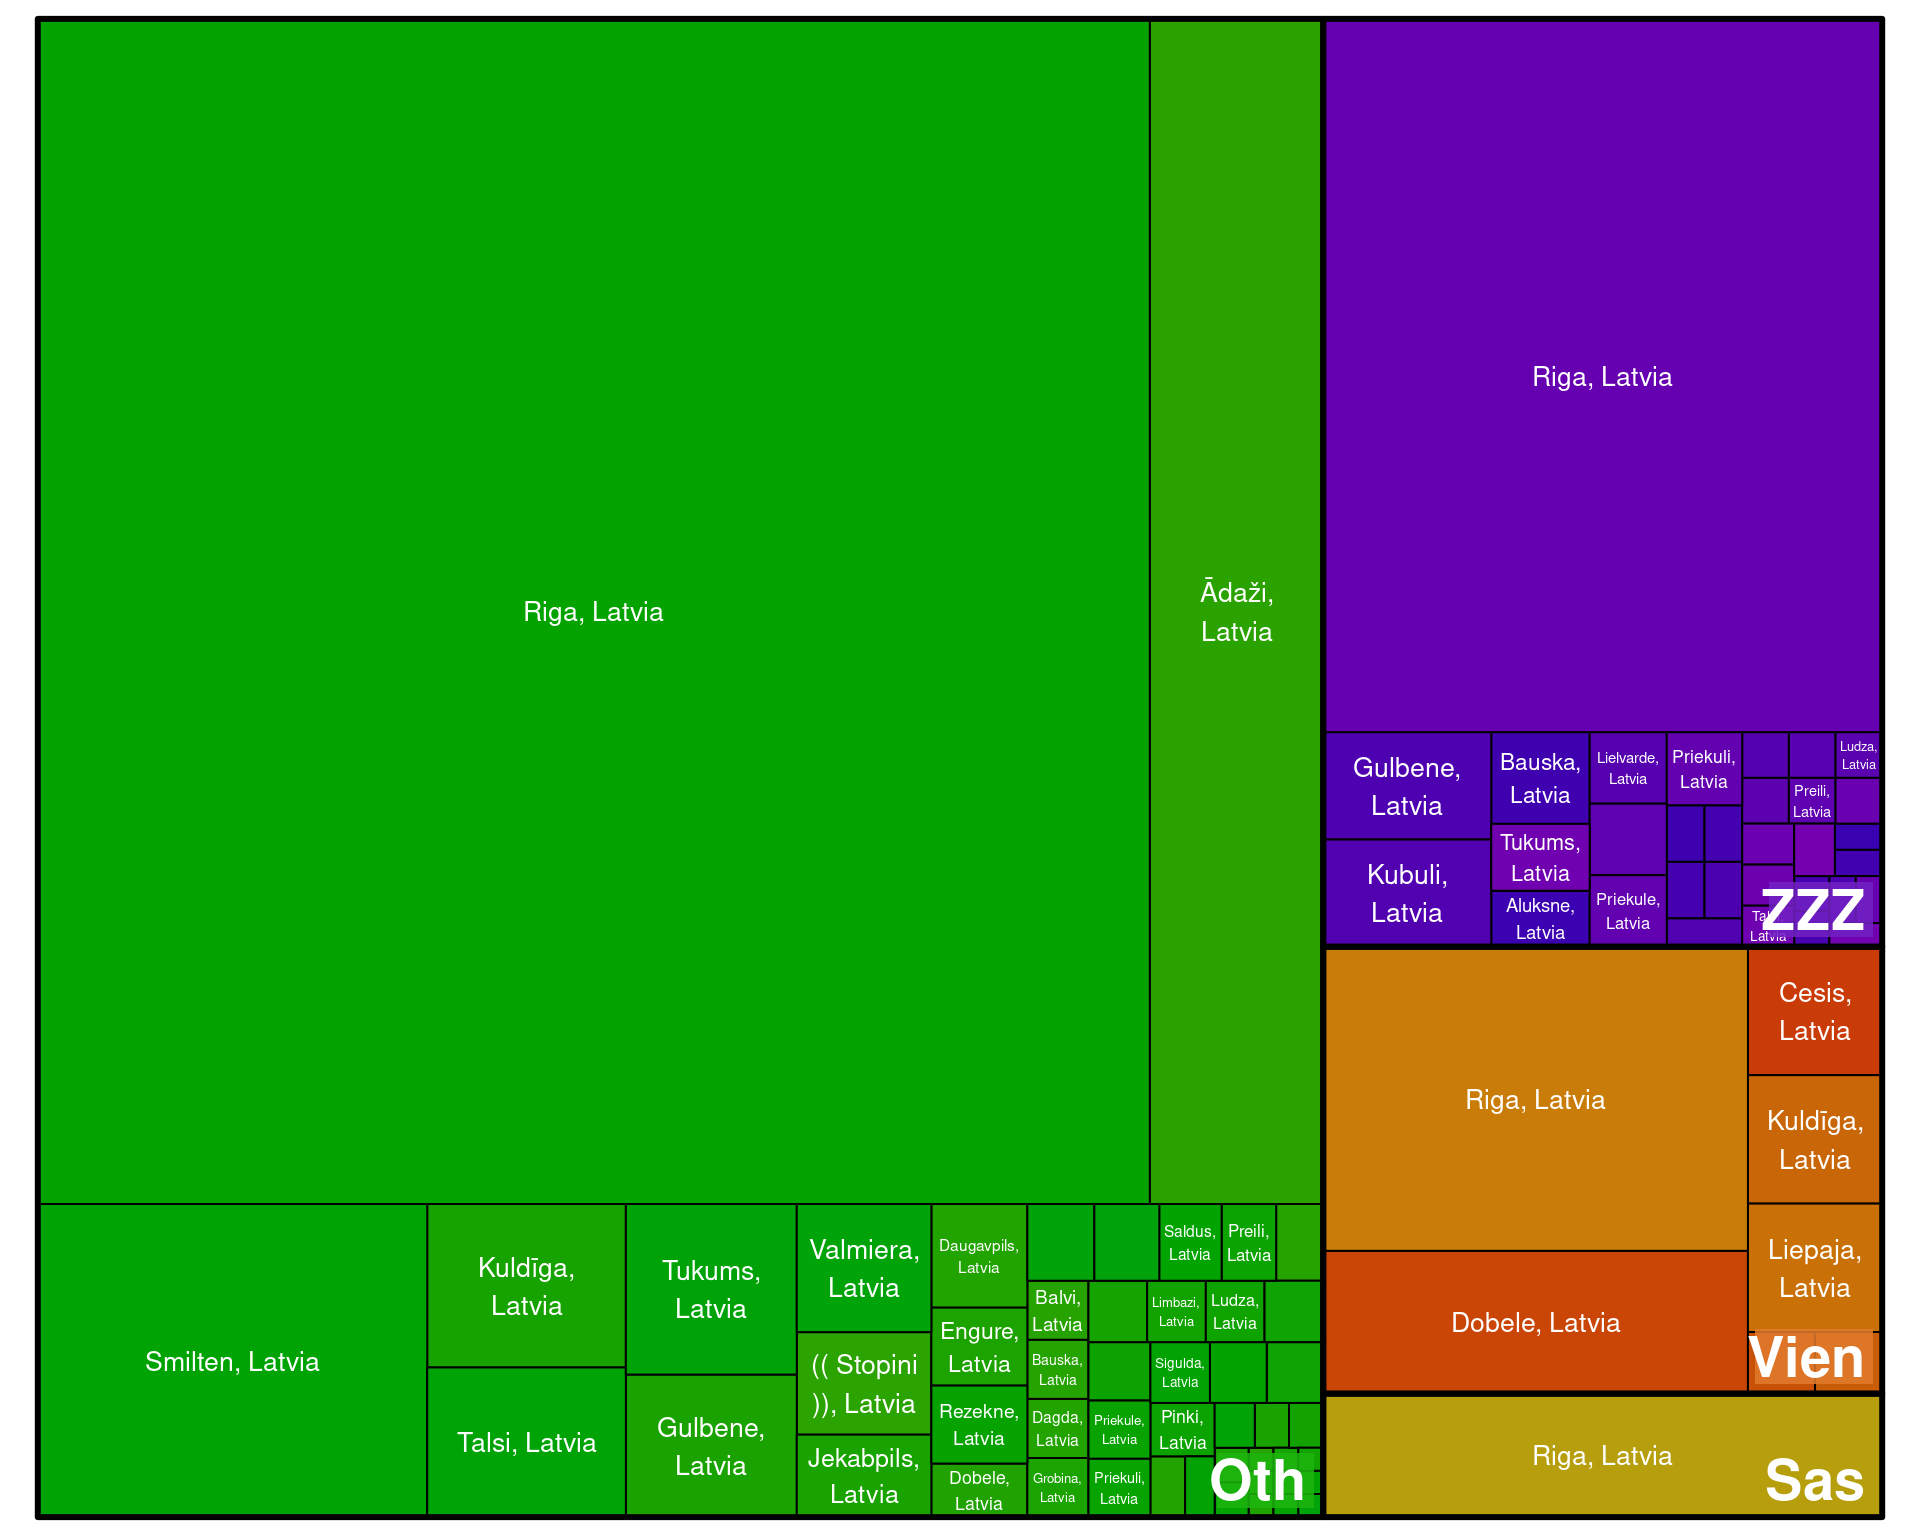 Riga, Latvia
Ādaži,
Latvia
Smilten, Latvia
Kuldīga,
Latvia
Talsi, Latvia
Tukums,
Latvia
Gulbene,
Latvia
Valmiera,
Latvia
(( Stopini
)), Latvia
Jekabpils,
Latvia
Daugavpils,
Latvia
Engure,
Latvia
Rezekne,
Latvia
Dobele,
Latvia
Saldus,
Latvia
Preili,
Latvia
Balvi,
Latvia
Bauska,
Latvia
Dagda,
Latvia
Grobina,
Latvia
Limbazi,
Latvia
Ludza,
Latvia
Priekule,
Latvia
Priekuli,
Latvia
Sigulda,
Latvia
Pinki,
Latvia
Oth
Riga, Latvia
Gulbene,
Latvia
Kubuli,
Latvia
Bauska,
Latvia
Tukums,
Latvia
Aluksne,
Latvia
Lielvarde,
Latvia
Priekule,
Latvia
Priekuli,
Latvia
Ludza,
Latvia
Preili,
Latvia
Latvia
ZZZ
Riga, Latvia
Dobele, Latvia
Cesis,
Latvia
Kuldīga,
Latvia
Liepaja,
Latvia
Vien
Riga, Latvia
Sas